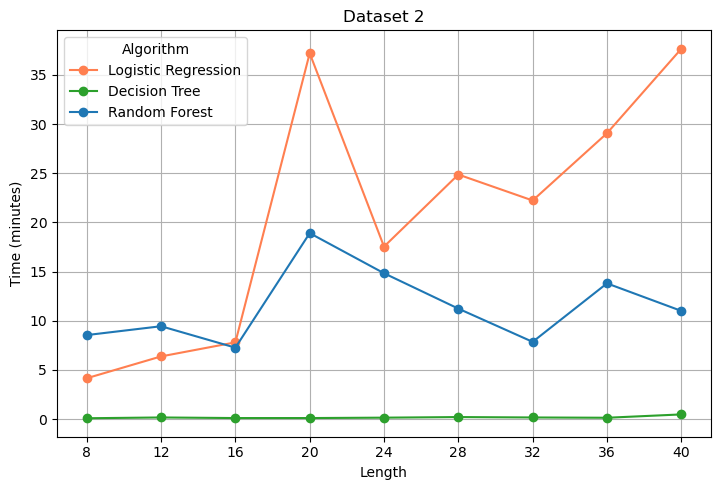 Dataset 2
Algorithm
Logistic Regression
Decision Tree
Random Forest
Time (minutes)
35
30
25
20
15
10
5
0
8 12 16 20 24 28 32 36 40
Length